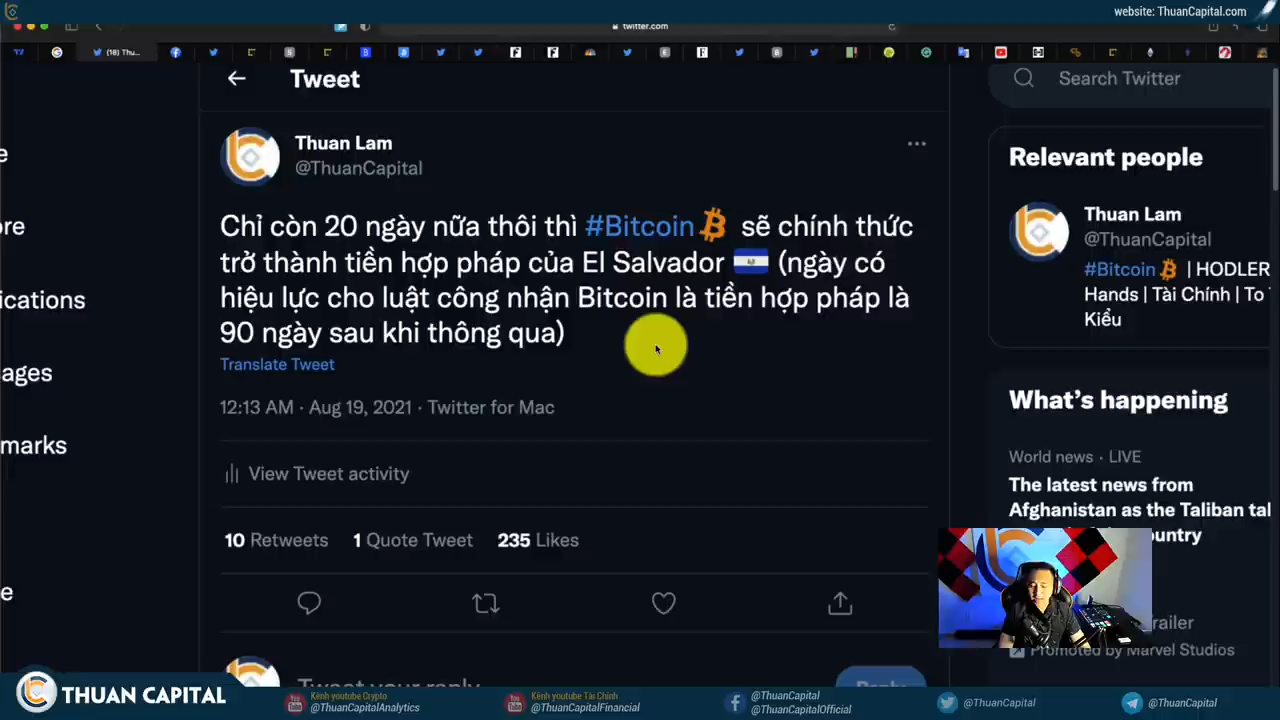 website: ThuanCapital.com
twitter.com
(18) Thu...
Tweet
Search Twitter
Thuan Lam
@ThuanCapital
Chỉ còn 20 ngày nữa thôi thì #Bitcoin sẽ chính thức
trở thành tiền hợp pháp của El Salvador (ngày có
hiệu lực cho luật công nhận Bitcoin là tiền hợp pháp là
90 ngày sau khi thông qua)
Translate Tweet
12:13 AM · Aug 19, 2021 · Twitter for Mac
View Tweet activity
10 Retweets 1 Quote Tweet 235 Likes
Tweet your reply
Reply
e
ore
ications
ages
marks
e
Relevant people
Thuan Lam
@ThuanCapital
#Bitcoin | HODLER
Hands | Tài Chính | To
Kiểu
What's happening
World news · LIVE
The latest news from
Afghanistan as the Taliban tal
untry
railer
Promoted by Marvel Studios
THUAN CAPITAL
Kênh youtube Crypto
@ThuanCapitalAnalytics
Kênh youtube Tài Chính
@ThuanCapitalFinancial
@ThuanCapital
@ThuanCapitalOfficial
@ThuanCapital
@ThuanCapital